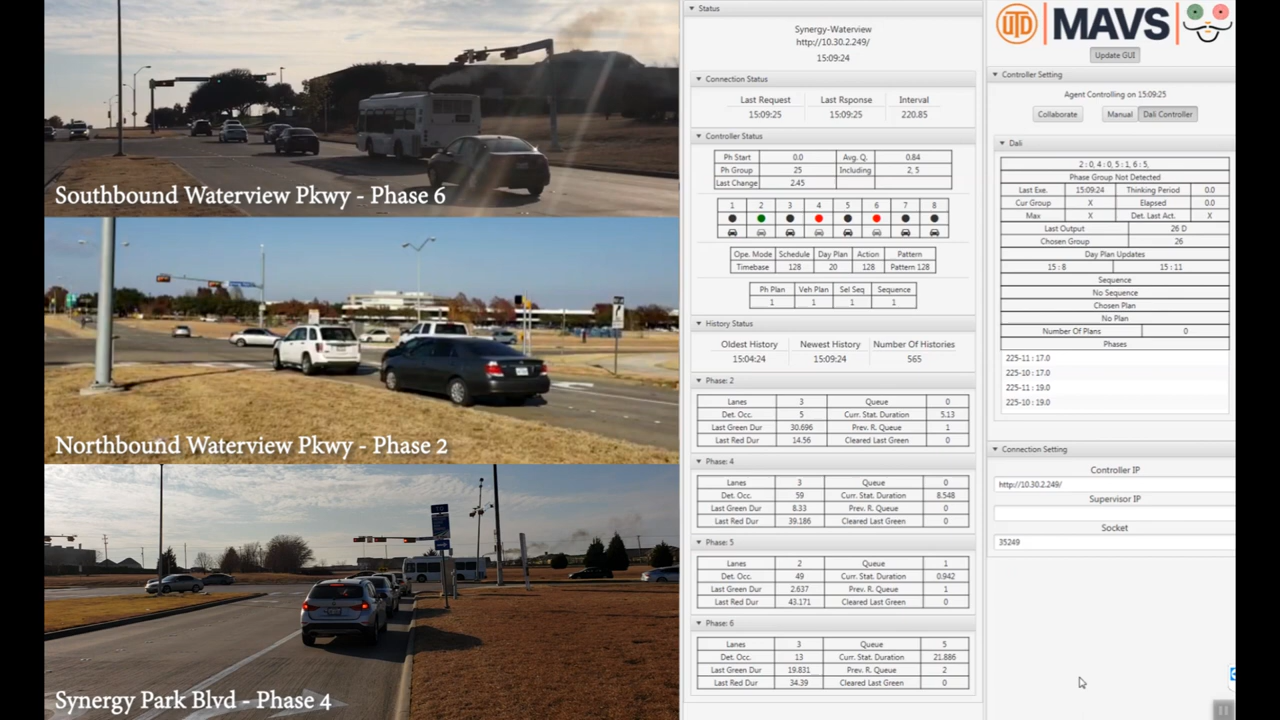 Southbound Waterview Pkwy - Phase 6
Northbound Waterview Pkwy - Phase 2
Synergy Park Blvd - Phase 4
Status
Synergy-Waterview
http://10.30.2.249/
15:09:24
Connection Status
Last Request Last Rsponse Interval
15:09:25 15:09:25 220.85
Controller Status
Ph Start 0.0 Avg. Q. 0.84
Ph Group 25 Including 2, 5
Last Change 2.45
1 2 3 4 5 6 7 8
Ope. Mode Schedule Day Plan Action Pattern
Timebase 128 20 128 Pattern 128
Ph Plan Veh Plan Sel Seq Sequence
1 1 1 1
History Status
Oldest History Newest History Number Of Histories
15:04:24 15:09:24 565
Phase: 2
Lanes 3 Queue 0
Det. Occ. 5 Curr. Stat. Duration 5.13
Last Green Dur 30.696 Prev. R. Queue 1
Last Red Dur 14.56 Cleared Last Green 0
Phase: 4
Lanes 3 Queue 0
Det. Occ. 59 Curr. Stat. Duration 8.548
Last Green Dur 8.33 Prev. R. Queue 0
Last Red Dur 39.186 Cleared Last Green 0
Phase: 5
Lanes 2 Queue 1
Det. Occ. 49 Curr. Stat. Duration 0.942
Last Green Dur 2.637 Prev. R. Queue 1
Last Red Dur 43.171 Cleared Last Green 0
Phase: 6
Lanes 3 Queue 5
Det. Occ. 13 Curr. Stat. Duration 21.886
Last Green Dur 19.831 Prev. R. Queue 2
Last Red Dur 34.39 Cleared Last Green 0
UTD MAVS
Update GUI
Controller Setting
Agent Controlling on 15:09:25
Collaborate Manual Dali Controller
Dali
2 : 0, 4 : 0, 5 : 1, 6 : 5,
Phase Group Not Detected
Last Exe. 15:09:24 Thinking Period 0.0
Cur Group X Elapsed 0.0
Max X Det. Last Act. X
Last Output 26 D
Chosen Group 26
Day Plan Updates
15 : 8 15 : 11
Sequence
No Sequence
Chosen Plan
No Plan
Number Of Plans 0
Phases
225-11 : 17.0
225-10 : 17.0
225-11 : 19.0
225-10 : 19.0
Connection Setting
Controller IP
http://10.30.2.249/
Supervisor IP
Socket
35249